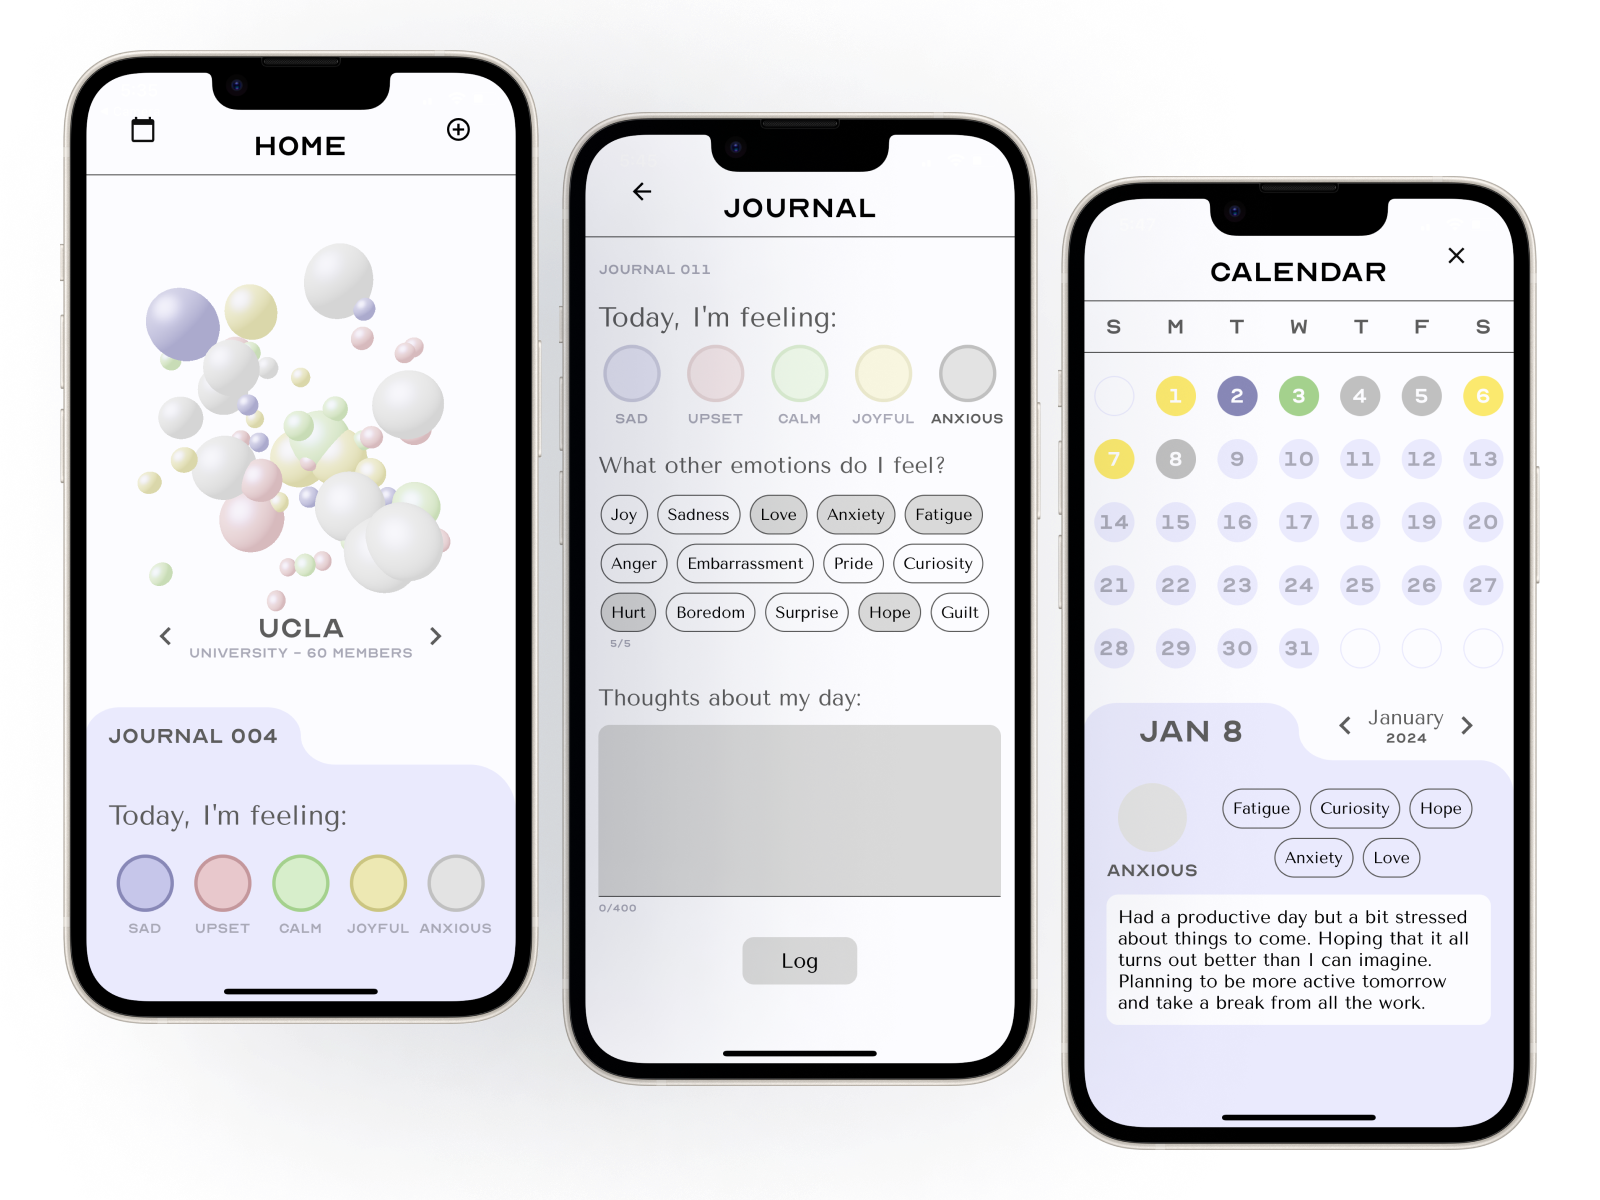 HOME
UCLA
UNIVERSITY - 60 MEMBERS
JOURNAL 004
Today, I'm feeling:
SAD UPSET CALM JOYFUL ANXIOUS
JOURNAL
JOURNAL 011
Today, I'm feeling:
SAD UPSET CALM JOYFUL ANXIOUS
What other emotions do I feel?
Joy Sadness Love Anxiety Fatigue
Anger Embarrassment Pride Curiosity
Hurt Boredom Surprise Hope Guilt
5/5
Thoughts about my day:
0/400
Log
CALENDAR
S M T W T F S
1 2 3 4 5 6
7 8 9 10 11 12 13
14 15 16 17 18 19 20
21 22 23 24 25 26 27
28 29 30 31
JAN 8
January
2024
Fatigue Curiosity Hope
Anxiety Love
ANXIOUS
Had a productive day but a bit stressed
about things to come. Hoping that it all
turns out better than I can imagine.
Planning to be more active tomorrow
and take a break from all the work.